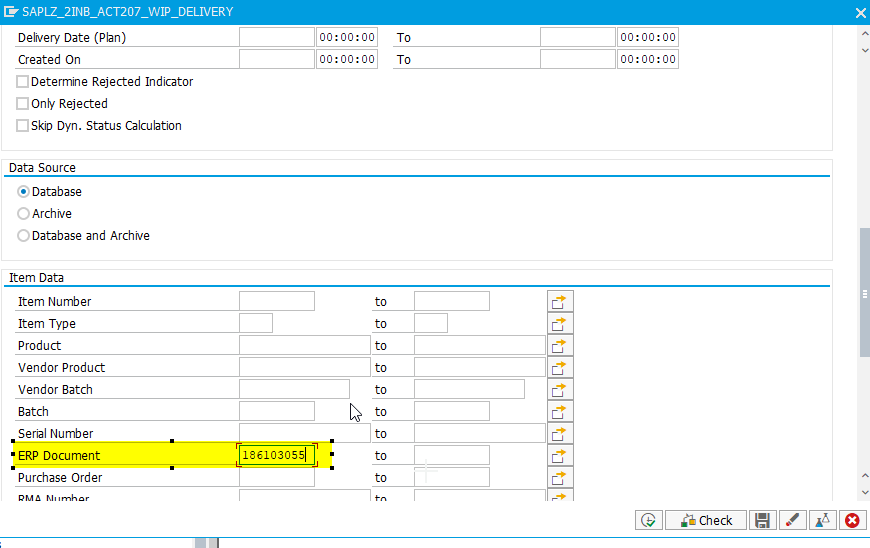 SAPLZ_2INB_ACT207_WIP_DELIVERY
Delivery Date (Plan) 00:00:00 To 00:00:00
Created On 00:00:00 To 00:00:00
Determine Rejected Indicator
Only Rejected
Skip Dyn. Status Calculation
Data Source
Database
Archive
Database and Archive
Item Data
Item Number to
Item Type to
Product to
Vendor Product to
Vendor Batch to
Batch to
Serial Number to
ERP Document 186103055 to
Purchase Order to
RMA Number to
Check